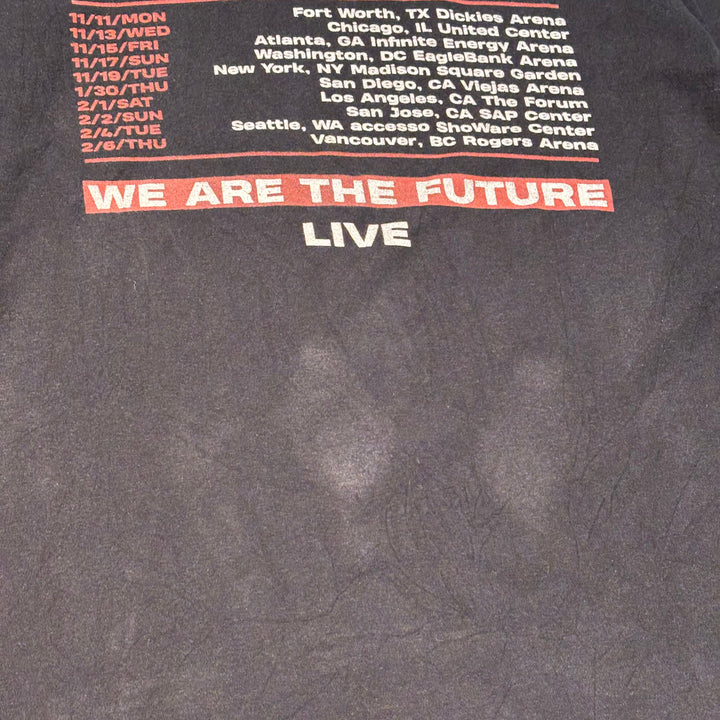 11/11/MON Fort Worth, TX Dickies Arena
11/13/WED Chicago, IL United Center
11/15/FRI Atlanta, GA Infinite Energy Arena
11/17/SUN Washington, DC EagleBank Arena
11/19/TUE New York, NY Madison Square Garden
1/30/THU San Diego, CA Viejas Arena
2/1/SAT Los Angeles, CA The Forum
2/2/SUN San Jose, CA SAP Center
2/4/TUE Seattle, WA accesso ShoWare Center
2/6/THU Vancouver, BC Rogers Arena
WE ARE THE FUTURE
LIVE